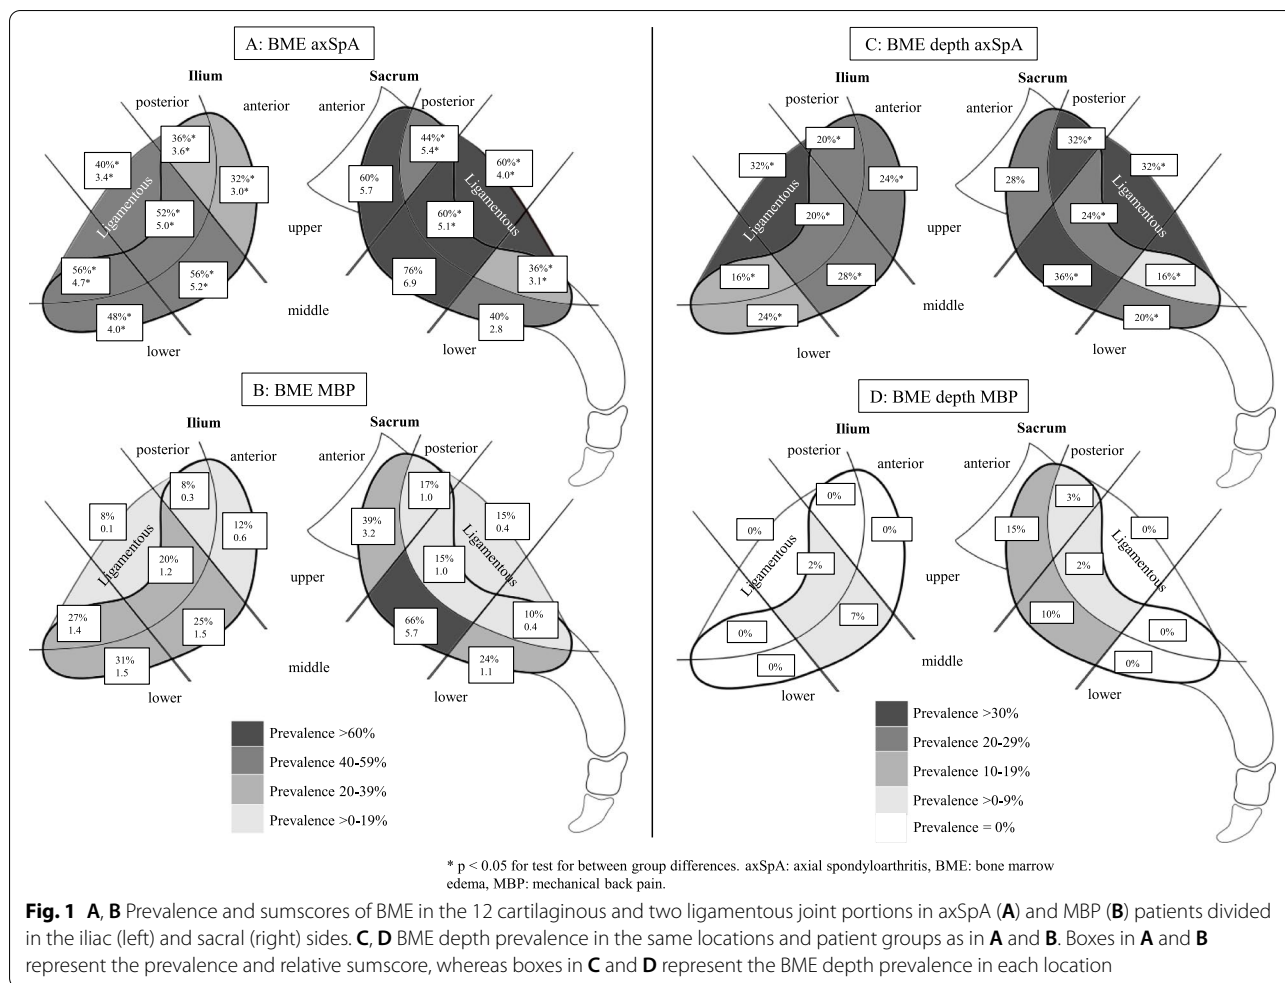 A: BME axSpA
Ilium
Sacrum
posterior
anterior
anterior
posterior
36%*
3.6*
44%*
5.4*
40%*
3.4*
32%*
3.0*
60%
5.7
60%*
4.0*
Ligamentous
Ligamentous
52%*
5.0*
60%*
5.1*
upper
56%*
4.7*
56%*
5.2*
76%
6.9
36%*
3.1*
48%*
4.0*
middle
40%
2.8
lower
lower
B: BME MBP
Ilium
Sacrum
posterior
anterior
anterior
posterior
8%
0.3
17%
1.0
8%
0.1
12%
0.6
39%
3.2
15%
0.4
Ligamentous
Ligamentous
20%
1.2
15%
1.0
upper
27%
1.4
25%
1.5
66%
5.7
10%
0.4
31%
1.5
middle
24%
1.1
lower
lower
Prevalence >60%
Prevalence 40-59%
Prevalence 20-39%
Prevalence >0-19%
C: BME depth axSpA
Ilium
Sacrum
posterior
anterior
anterior
posterior
20%*
32%*
32%*
24%*
28%
32%*
Ligamentous
Ligamentous
20%*
24%*
upper
16%*
28%*
36%*
16%*
24%*
middle
20%*
lower
lower
D: BME depth MBP
Ilium
Sacrum
posterior
anterior
anterior
posterior
0%
3%
0%
0%
15%
0%
Ligamentous
Ligamentous
2%
2%
upper
0%
7%
10%
0%
0%
middle
0%
lower
lower
Prevalence >30%
Prevalence 20-29%
Prevalence 10-19%
Prevalence >0-9%
Prevalence = 0%
* p < 0.05 for test for between group differences. axSpA: axial spondyloarthritis, BME: bone marrow
edema, MBP: mechanical back pain.
Fig. 1 A, B Prevalence and sumscores of BME in the 12 cartilaginous and two ligamentous joint portions in axSpA (A) and MBP (B) patients divided
in the iliac (left) and sacral (right) sides. C, D BME depth prevalence in the same locations and patient groups as in A and B. Boxes in A and B
represent the prevalence and relative sumscore, whereas boxes in C and D represent the BME depth prevalence in each location